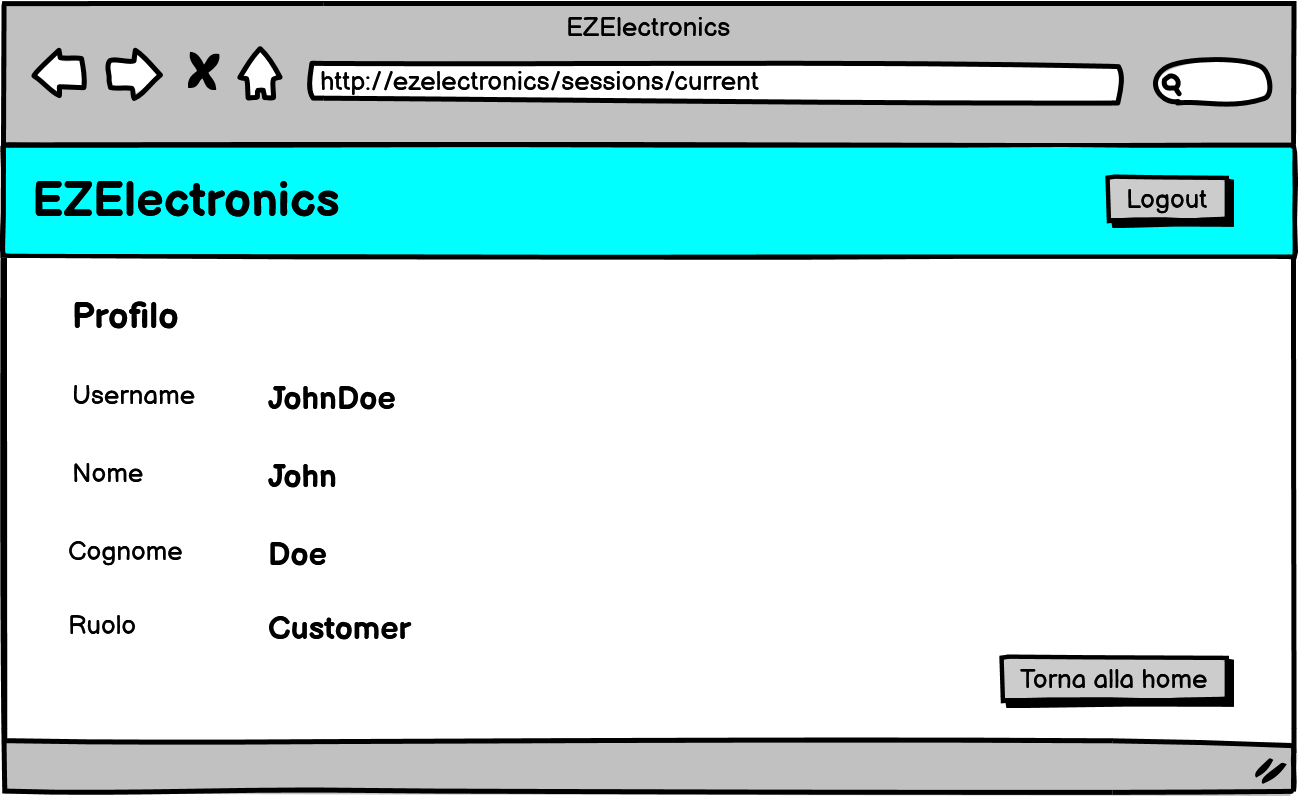 EZElectronics
http://ezelectronics/sessions/current
EZElectronics
Logout
Profilo
Username JohnDoe
Nome John
Cognome Doe
Ruolo Customer
Torna alla home